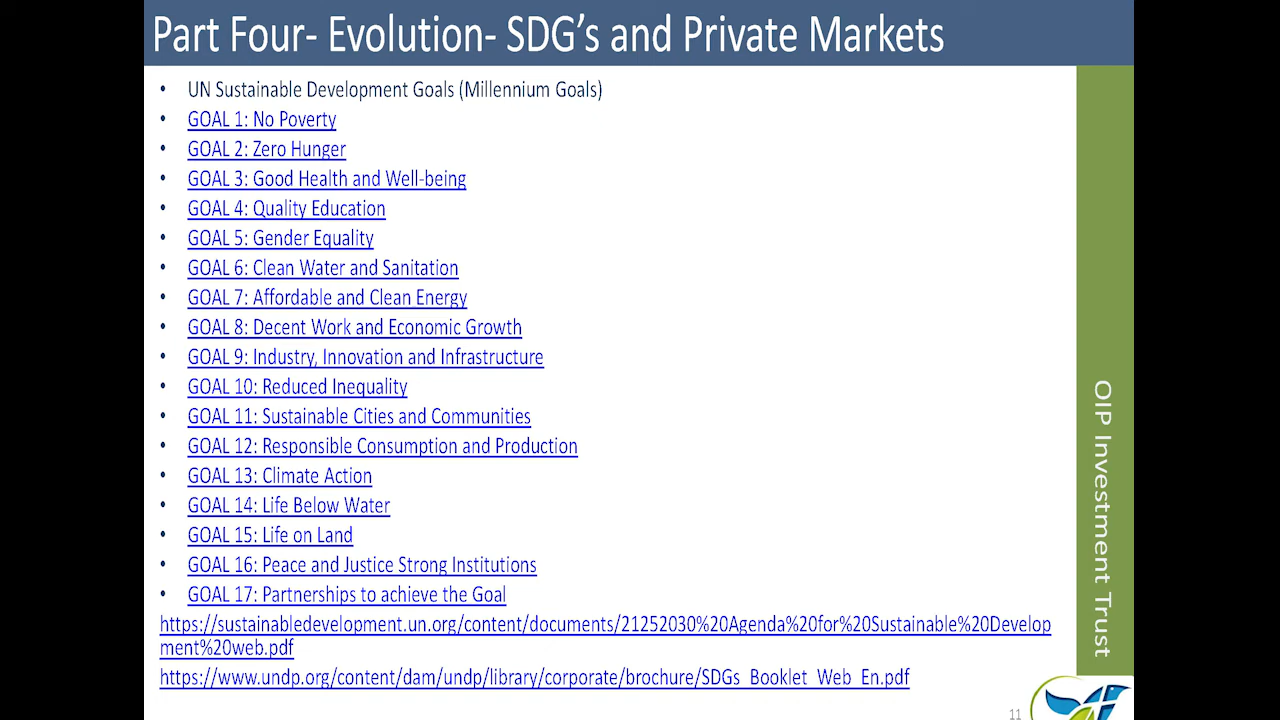 Part Four- Evolution- SDG's and Private Markets
• UN Sustainable Development Goals (Millennium Goals)
• GOAL 1: No Poverty
• GOAL 2: Zero Hunger
• GOAL 3: Good Health and Well-being
• GOAL 4: Quality Education
• GOAL 5: Gender Equality
• GOAL 6: Clean Water and Sanitation
• GOAL 7: Affordable and Clean Energy
• GOAL 8: Decent Work and Economic Growth
• GOAL 9: Industry, Innovation and Infrastructure
• GOAL 10: Reduced Inequality
• GOAL 11: Sustainable Cities and Communities
• GOAL 12: Responsible Consumption and Production
• GOAL 13: Climate Action
• GOAL 14: Life Below Water
• GOAL 15: Life on Land
• GOAL 16: Peace and Justice Strong Institutions
• GOAL 17: Partnerships to achieve the Goal
https://sustainabledevelopment.un.org/content/documents/21252030%20Agenda%20for%20Sustainable%20Develop
ment%20web.pdf
https://www.undp.org/content/dam/undp/library/corporate/brochure/SDGs_Booklet_Web_En.pdf
OIP Investment Trust
11